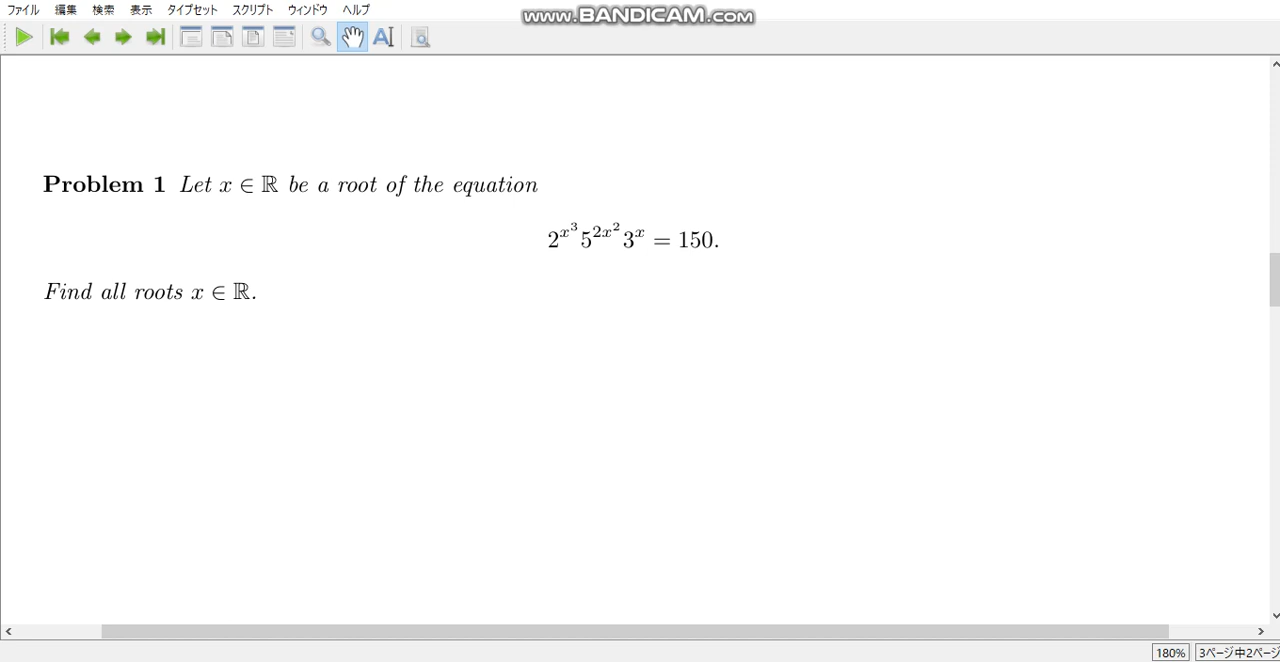 ファイル 編集 検索 表示 タイプセット スクリプト ウィンドウ ヘルプ
www.BANDICAM.com
Problem 1 Let x ∈ ℝ be a root of the equation
2^{x^3} 5^{2x^2} 3^x = 150.
Find all roots x ∈ ℝ.
180% 3ページ中2ページ